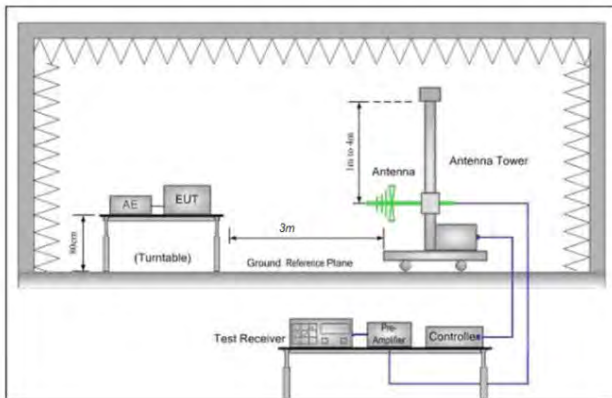 1m to 4m
Antenna
Antenna Tower
AE
EUT
80cm
3m
(Turntable)
Ground Reference Plane
Test Receiver
Pre-
Amplifier
Controller